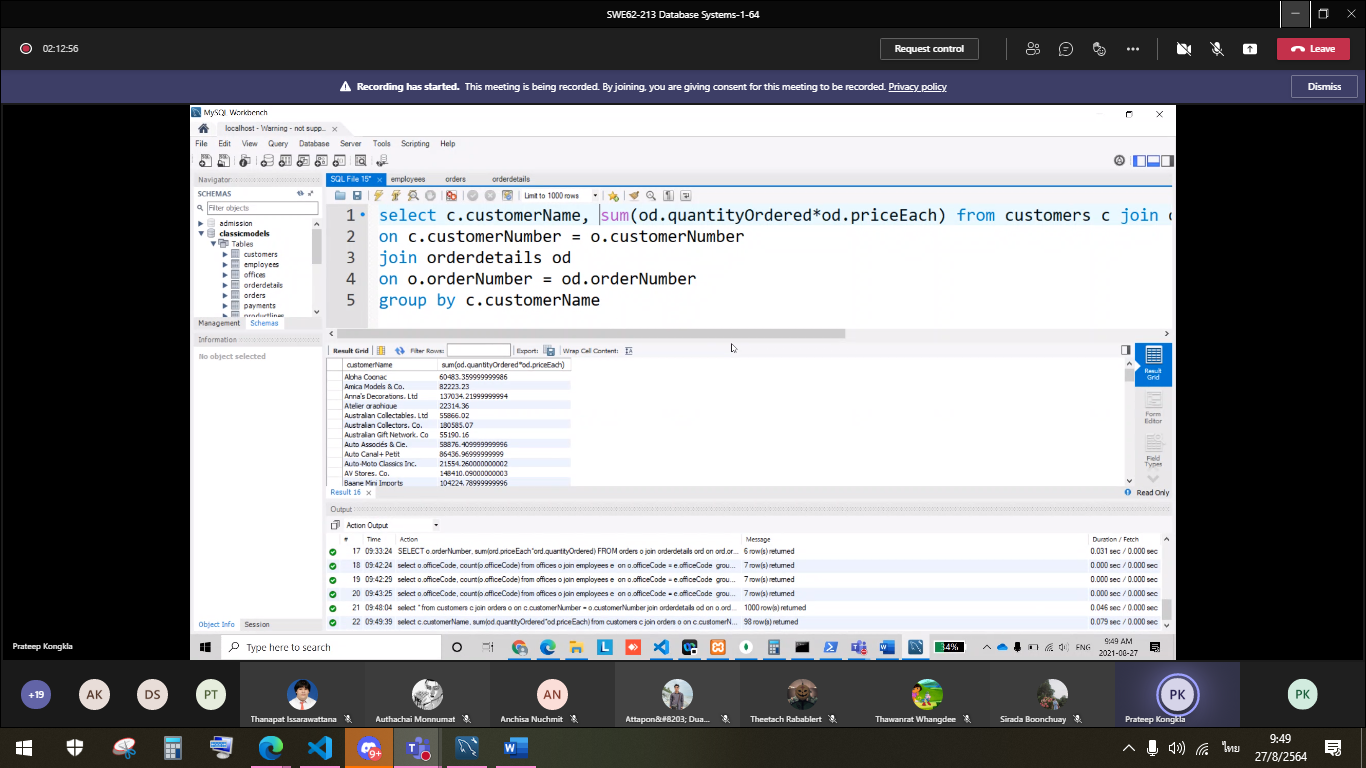 SWE62-213 Database Systems-1-64
02:12:56
Request control
Leave
Recording has started. This meeting is being recorded. By joining, you are giving consent for this meeting to be recorded. Privacy policy
Dismiss
MySQL Workbench
localhost - Warning - not supp...
File Edit View Query Database Server Tools Scripting Help
Navigator
SCHEMAS
Filter objects
admission
classicmodels
Tables
customers
employees
offices
orderdetails
orders
payments
productlines
Management Schemas
Information
No object selected
Object Info Session
SQL File 15* employees orders orderdetails
Limit to 1000 rows
1 select c.customerName, sum(od.quantityOrdered*od.priceEach) from customers c join
2 on c.customerNumber = o.customerNumber
3 join orderdetails od
4 on o.orderNumber = od.orderNumber
5 group by c.customerName
Result Grid Filter Rows: Export: Wrap Cell Content:
customerName sum(od.quantityOrdered*od.priceEach)
Aloha Cognac 60483.359999999986
Amica Models & Co. 82223.23
Anna's Decorations, Ltd 137034.21999999994
Atelier graphique 22314.36
Australian Collectables, Ltd 55866.02
Australian Collectors, Co. 180585.07
Australian Gift Network, Co 55190.16
Auto Associés & Cie. 58876.409999999996
Auto Canal+ Petit 86436.96999999999
Auto-Moto Classics Inc. 21554.260000000002
AV Stores, Co. 148410.09000000003
Baane Mini Imports 104224.78999999996
Result Grid
Form Editor
Field Types
Result 16
Read Only
Output
Action Output
# Time Action Message Duration / Fetch
17 09:33:24 SELECT o.orderNumber, sum(ord.priceEach*ord.quantityOrdered) FROM orders o join orderdetails ord on ord.or... 6 row(s) returned 0.031 sec / 0.000 sec
18 09:42:24 select o.officeCode, count(o.officeCode) from offices o join employees e on o.officeCode = e.officeCode grou... 7 row(s) returned 0.000 sec / 0.000 sec
19 09:42:29 select o.officeCode, count(o.officeCode) from offices o join employees e on o.officeCode = e.officeCode grou... 7 row(s) returned 0.000 sec / 0.000 sec
20 09:43:25 select o.officeCode, count(o.officeCode) from offices o join employees e on o.officeCode = e.officeCode grou... 7 row(s) returned 0.000 sec / 0.000 sec
21 09:48:04 select * from customers c join orders o on c.customerNumber = o.customerNumber join orderdetails od on o.ord... 1000 row(s) returned 0.046 sec / 0.000 sec
22 09:49:39 select c.customerName, sum(od.quantityOrdered*od.priceEach) from customers c join orders o on c.customerN... 98 row(s) returned 0.079 sec / 0.000 sec
Prateep Kongkla
Type here to search
34%
ENG
9:49 AM
2021-08-27
+19
AK
DS
PT
Thanapat Issarawattana
Authachai Monnumat
AN
Anchisa Nuchmit
Attapon&#8203; Dua...
Theetach Rabablert
Thawanrat Whangdee
Sirada Boonchuay
PK
Prateep Kongkla
PK
9+
ไทย
9:49
27/8/2564